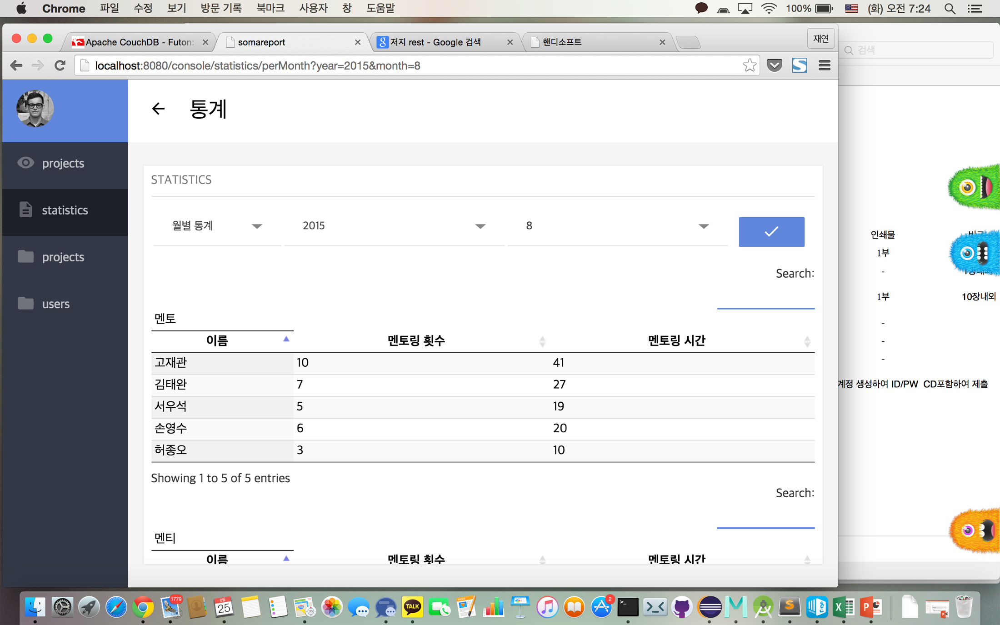 Chrome 파일 수정 보기 방문 기록 북마크 사용자 창 도움말 100% (화) 오전 7:24
Apache CouchDB - Futon: somareport 저지 rest - Google 검색 핸디소프트 재연
검색
localhost:8080/console/statistics/perMonth?year=2015&month=8
통계
projects
statistics
projects
users
STATISTICS
월별 통계 2015 8
Search:
멘토
이름 멘토링 횟수 멘토링 시간
고재관 10 41
김태완 7 27
서우석 5 19
손영수 6 20
허종오 3 10
Showing 1 to 5 of 5 entries
Search:
멘티
이름 멘토링 횟수 멘토링 시간
인쇄물
1부
-
1부 10장내외
-
-
-
계정 생성하여 ID/PW CD포함하여 제출
1779
8월
25
3D
TALK
2